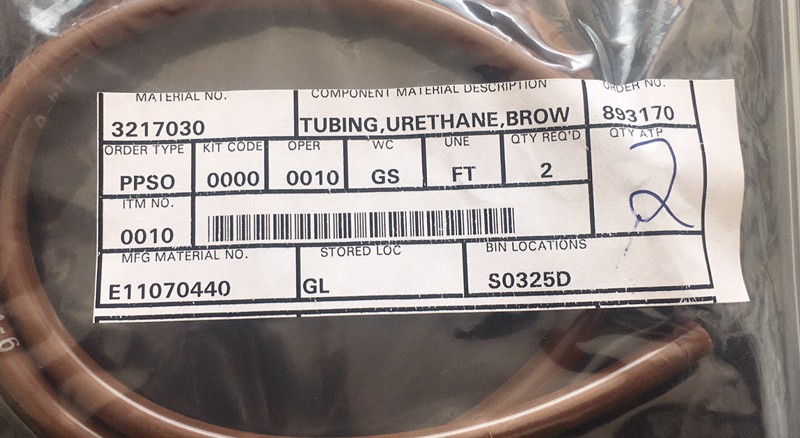 MATERIAL NO. COMPONENT MATERIAL DESCRIPTION ORDER NO.
3217030 TUBING,URETHANE,BROW 893170
ORDER TYPE KIT CODE OPER WC UNE QTY REQ'D QTY ATP
PPSO 0000 0010 GS FT 2 2
ITM NO.
0010
MFG MATERIAL NO. STORED LOC BIN LOCATIONS
E11070440 GL S0325D